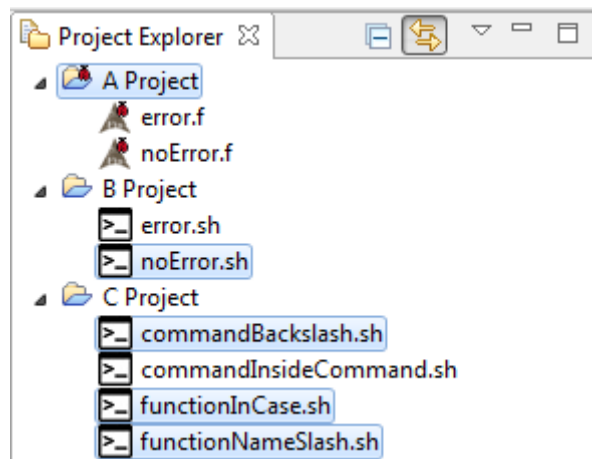 Project Explorer
A Project
error.f
noError.f
B Project
error.sh
noError.sh
C Project
commandBackslash.sh
commandInsideCommand.sh
functionInCase.sh
functionNameSlash.sh